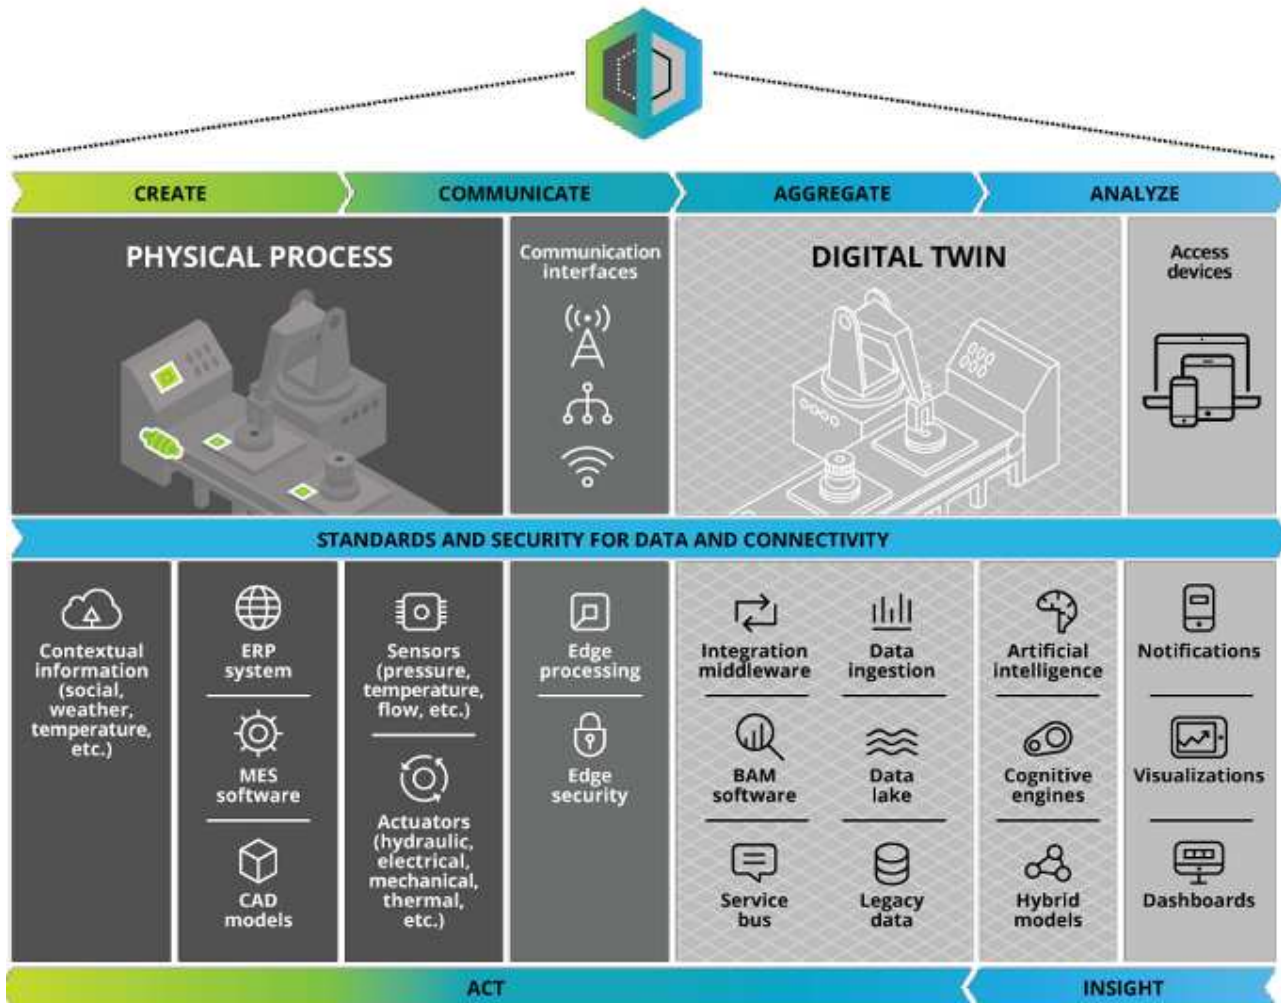 CREATE
COMMUNICATE
AGGREGATE
ANALYZE
PHYSICAL PROCESS
Communication
interfaces
DIGITAL TWIN
Access
devices
STANDARDS AND SECURITY FOR DATA AND CONNECTIVITY
Contextual
information
(social,
weather,
temperature,
etc.)
ERP
system
MES
software
CAD
models
Sensors
(pressure,
temperature,
flow, etc.)
Actuators
(hydraulic,
electrical,
mechanical,
thermal,
etc.)
Edge
processing
Edge
security
Integration
middleware
BAM
software
Service
bus
Data
ingestion
Data
lake
Legacy
data
Artificial
intelligence
Cognitive
engines
Hybrid
models
Notifications
Visualizations
Dashboards
ACT
INSIGHT